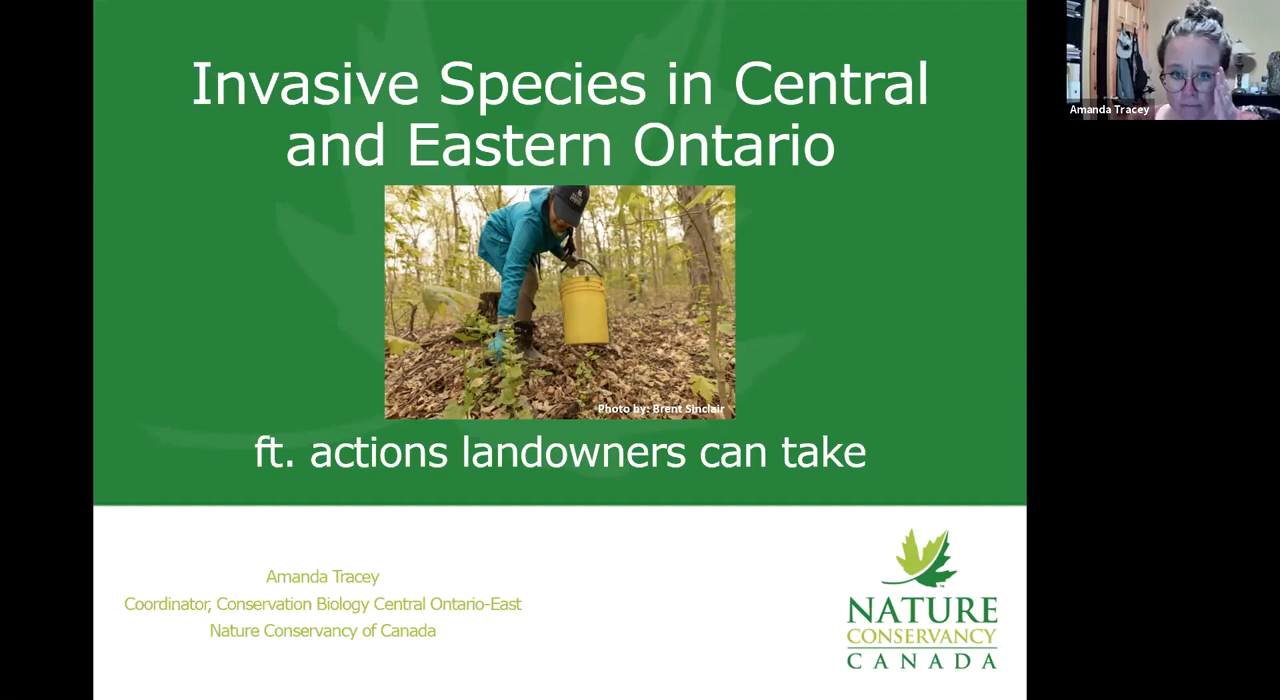 Invasive Species in Central
and Eastern Ontario
Photo by: Brent Sinclair
ft. actions landowners can take
Amanda Tracey
Coordinator, Conservation Biology Central Ontario-East
Nature Conservancy of Canada
NATURE
CONSERVANCY
CANADA
Amanda Tracey